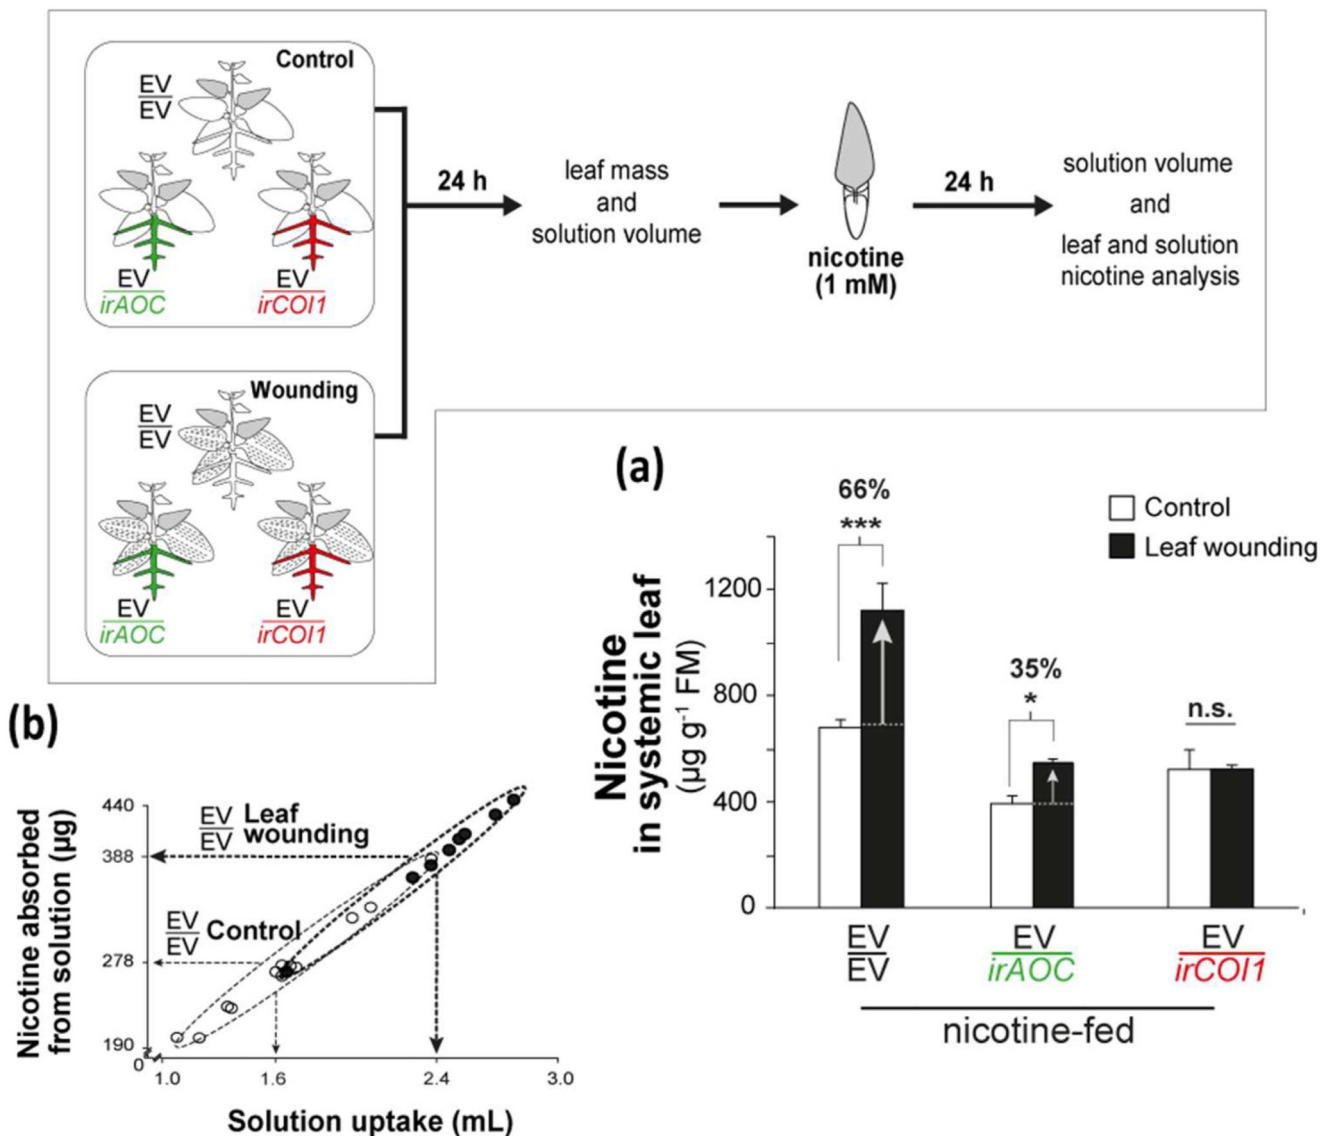 Control
EV
EV
EV
irAOC
EV
irCOI1
24 h
leaf mass
and
solution volume
nicotine
(1 mM)
24 h
solution volume
and
leaf and solution
nicotine analysis
Wounding
EV
EV
EV
irAOC
EV
irCOI1
(a)
66%
***
Control
Leaf wounding
Nicotine
in systemic leaf
(µg g⁻¹ FM)
1200
800
400
0
35%
*
n.s.
EV
EV
EV
irAOC
EV
irCOI1
nicotine-fed
(b)
Nicotine absorbed
from solution (µg)
440
388
278
190
0
EV
EV
Leaf
wounding
EV
EV
Control
1.0
1.6
2.4
3.0
Solution uptake (mL)